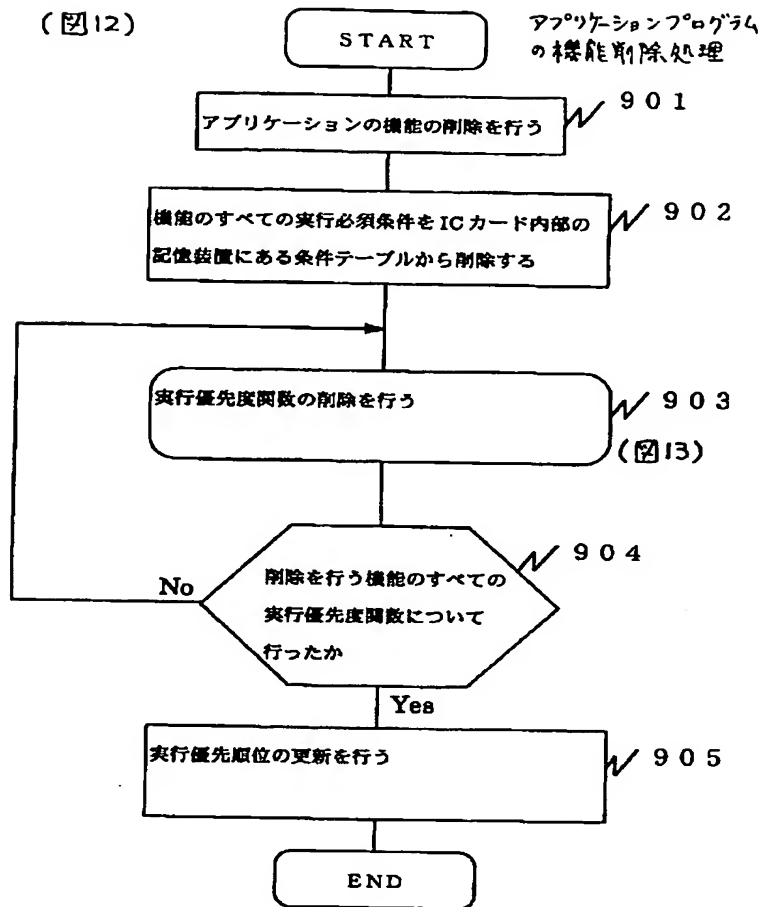 (図12)
アプリケーションプログラム
の機能削除処理
START
アプリケーションの機能の削除を行う
901
機能のすべての実行必須条件をICカード内部の
記憶装置にある条件テーブルから削除する
902
実行優先度関数の削除を行う
903
(図13)
904
削除を行う機能のすべての
実行優先度関数について
行ったか
No
Yes
実行優先順位の更新を行う
905
END